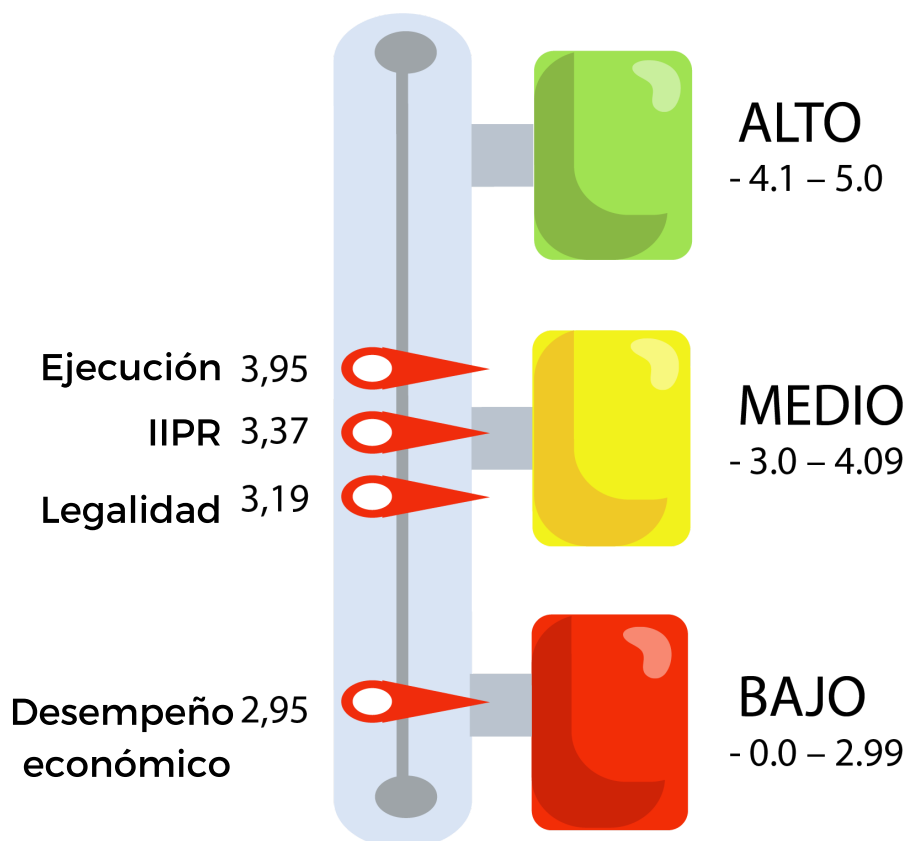 ALTO
- 4.1 – 5.0
Ejecución 3,95
IIPR 3,37
Legalidad 3,19
MEDIO
- 3.0 – 4.09
Desempeño 2,95
económico
BAJO
- 0.0 – 2.99